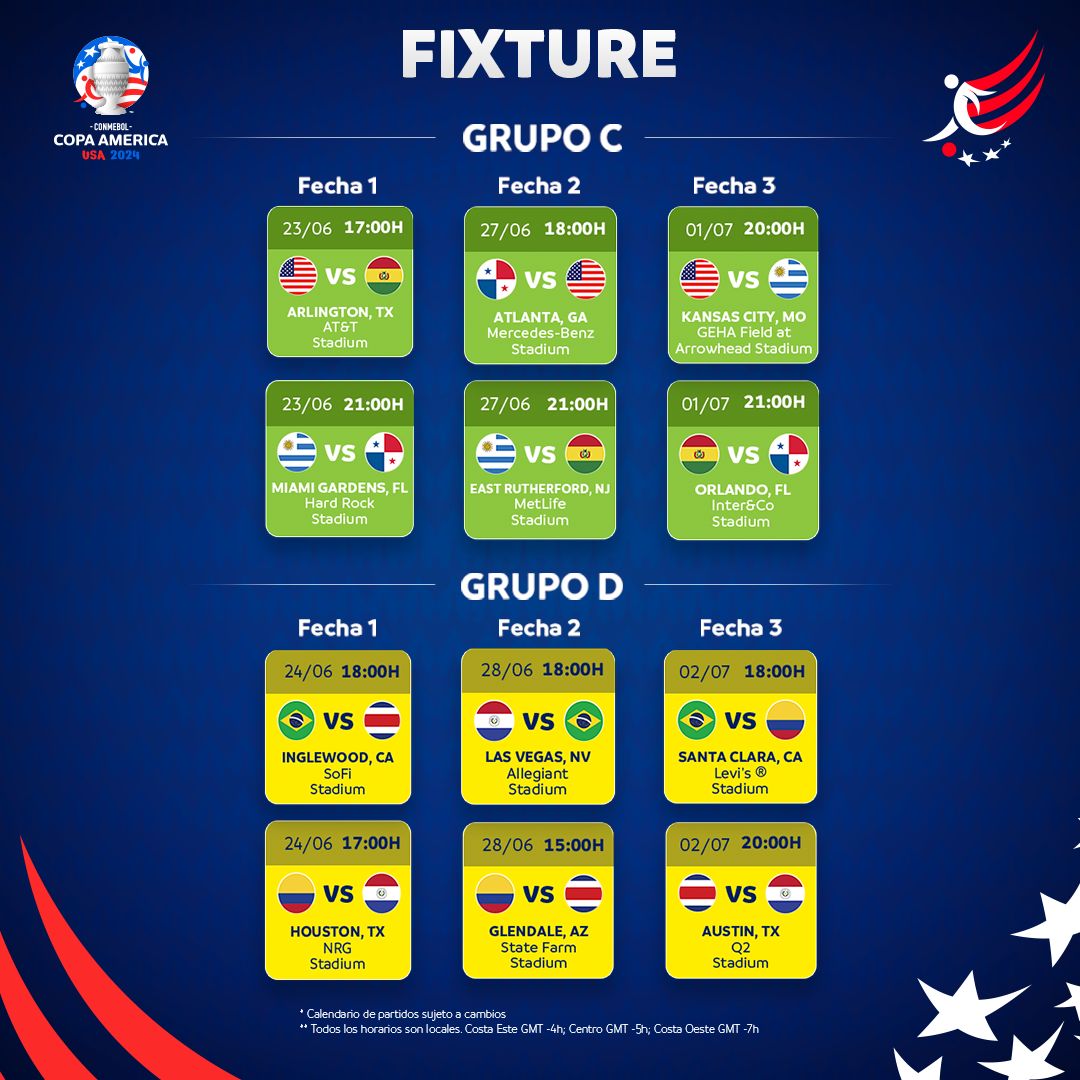 FIXTURE
- CONMEBOL -
COPA AMERICA
USA 2024
GRUPO C
Fecha 1
Fecha 2
Fecha 3
23/06 17:00H
VS
ARLINGTON, TX
AT&T
Stadium
27/06 18:00H
VS
ATLANTA, GA
Mercedes-Benz
Stadium
01/07 20:00H
VS
KANSAS CITY, MO
GEHA Field at
Arrowhead Stadium
23/06 21:00H
VS
MIAMI GARDENS, FL
Hard Rock
Stadium
27/06 21:00H
VS
EAST RUTHERFORD, NJ
MetLife
Stadium
01/07 21:00H
VS
ORLANDO, FL
Inter&Co
Stadium
GRUPO D
Fecha 1
Fecha 2
Fecha 3
24/06 18:00H
VS
INGLEWOOD, CA
SoFi
Stadium
28/06 18:00H
VS
LAS VEGAS, NV
Allegiant
Stadium
02/07 18:00H
VS
SANTA CLARA, CA
Levi's ®
Stadium
24/06 17:00H
VS
HOUSTON, TX
NRG
Stadium
28/06 15:00H
VS
GLENDALE, AZ
State Farm
Stadium
02/07 20:00H
VS
AUSTIN, TX
Q2
Stadium
* Calendario de partidos sujeto a cambios
** Todos los horarios son locales. Costa Este GMT -4h; Centro GMT -5h; Costa Oeste GMT -7h